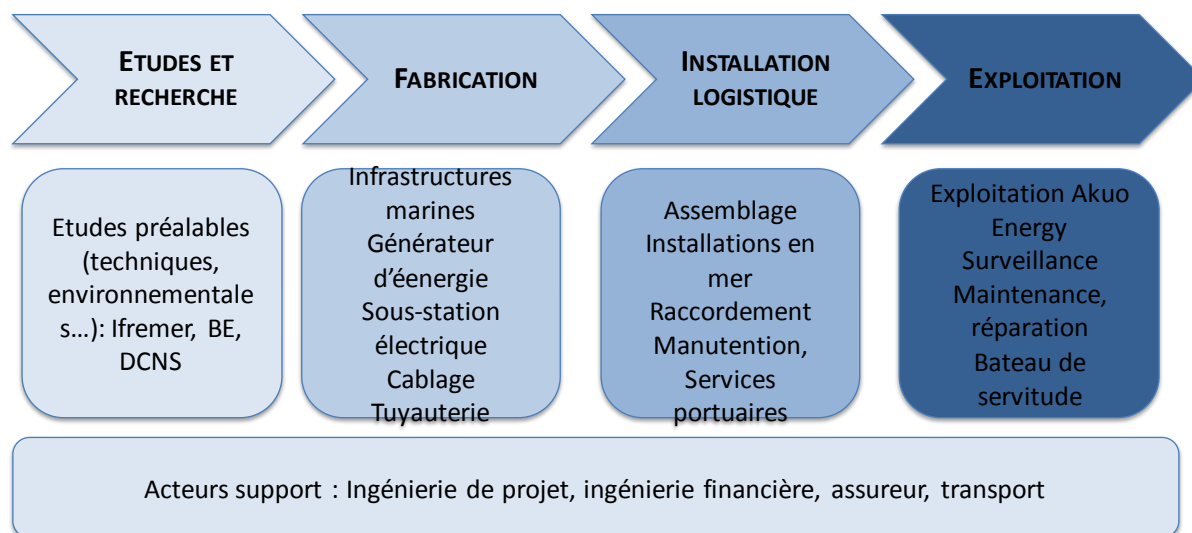 ETUDES ET
RECHERCHE
FABRICATION
INSTALLATION
LOGISTIQUE
EXPLOITATION
Etudes préalables
(techniques,
environnementale
s…): Ifremer, BE,
DCNS
Infrastructures
marines
Générateur
d'éenergie
Sous-station
électrique
Cablage
Tuyauterie
Assemblage
Installations en
mer
Raccordement
Manutention,
Services
portuaires
Exploitation Akuo
Energy
Surveillance
Maintenance,
réparation
Bateau de
servitude
Acteurs support : Ingénierie de projet, ingénierie financière, assureur, transport